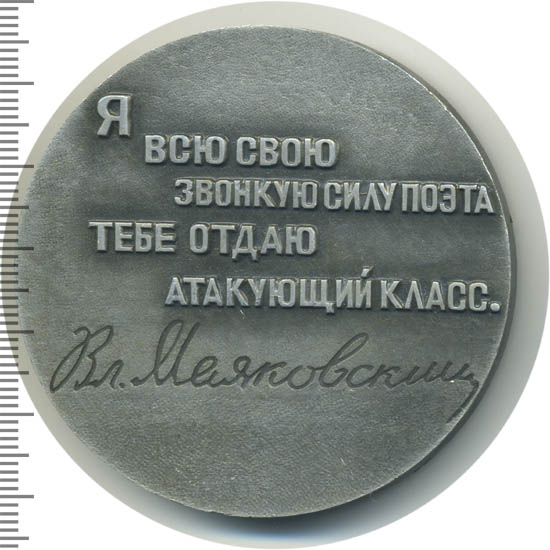 Я
ВСЮ СВОЮ
ЗВОНКУЮ СИЛУ ПОЭТА
ТЕБЕ ОТДАЮ
АТАКУЮЩИЙ КЛАСС.
Вл. Маяковский